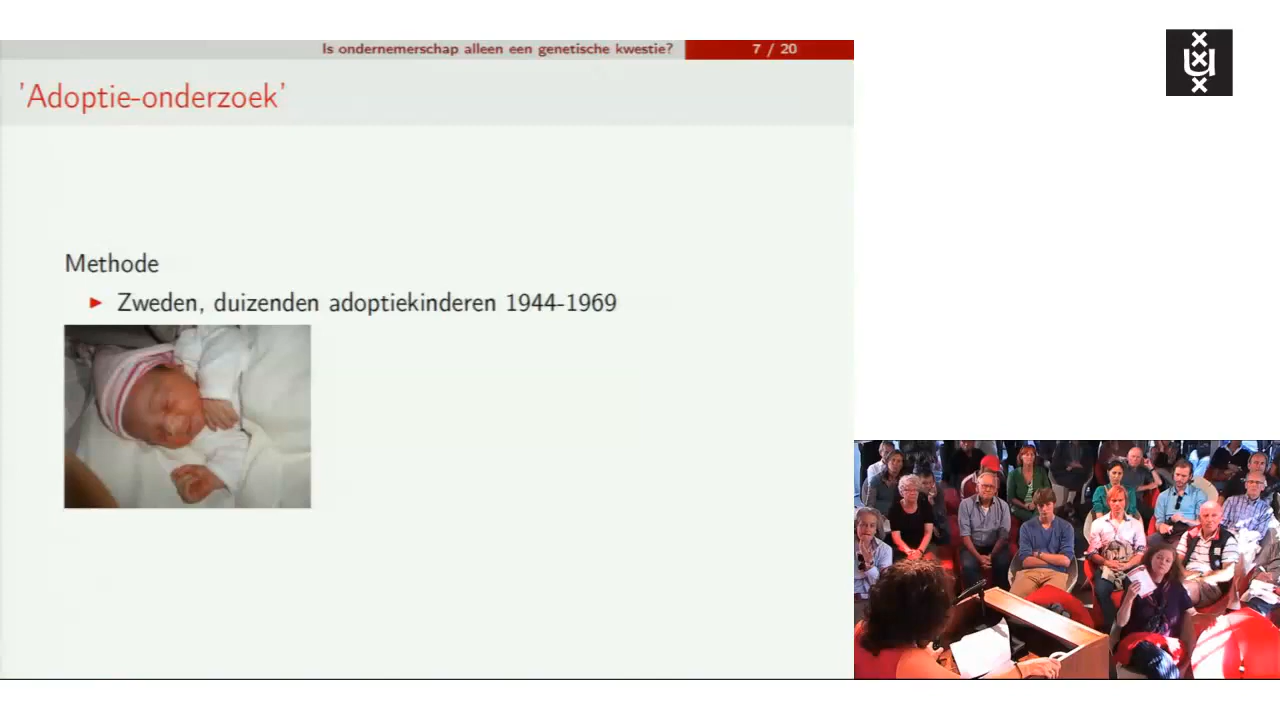 Is ondernemerschap alleen een genetische kwestie?
7 / 20
'Adoptie-onderzoek'
Methode
Zweden, duizenden adoptiekinderen 1944-1969